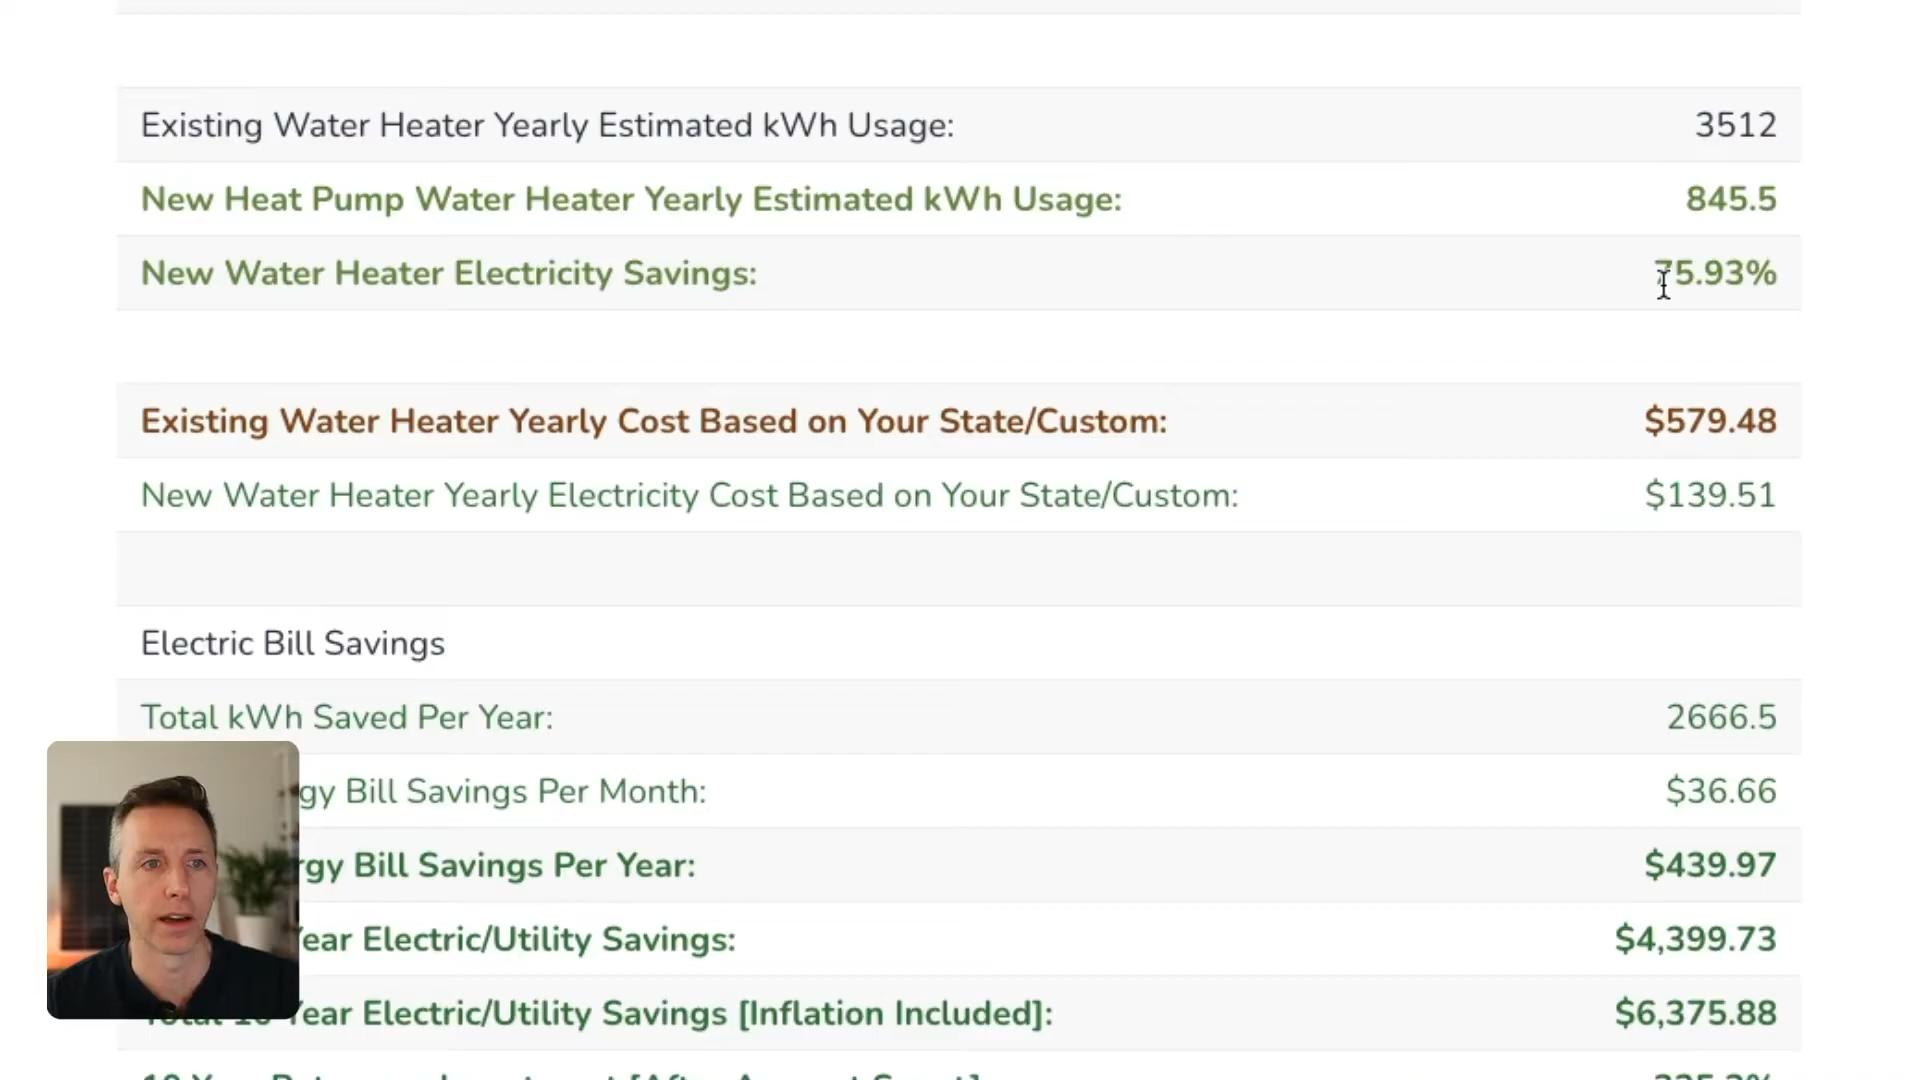 Existing Water Heater Yearly Estimated kWh Usage: 3512
New Heat Pump Water Heater Yearly Estimated kWh Usage: 845.5
New Water Heater Electricity Savings: 75.93%
Existing Water Heater Yearly Cost Based on Your State/Custom: $579.48
New Water Heater Yearly Electricity Cost Based on Your State/Custom: $139.51
Electric Bill Savings
Total kWh Saved Per Year: 2666.5
gy Bill Savings Per Month: $36.66
rgy Bill Savings Per Year: $439.97
Year Electric/Utility Savings: $4,399.73
Year Electric/Utility Savings [Inflation Included]: $6,375.88